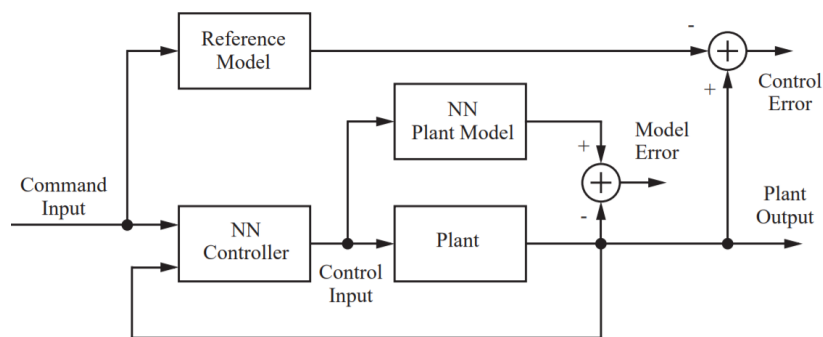 Reference
Model
-
+
Control
Error
NN
Plant Model
Model
Error
+
+
+
Command
Input
NN
Controller
Control
Input
Plant
-
Plant
Output